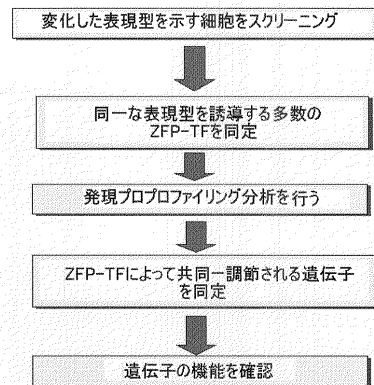 変化した表現型を示す細胞をスクリーニング
同一な表現型を誘導する多数の
ZFP-TFを同定
発現プロプロファイリング分析を行う
ZFP-TFによって共同一調節される遺伝子
を同定
遺伝子の機能を確認